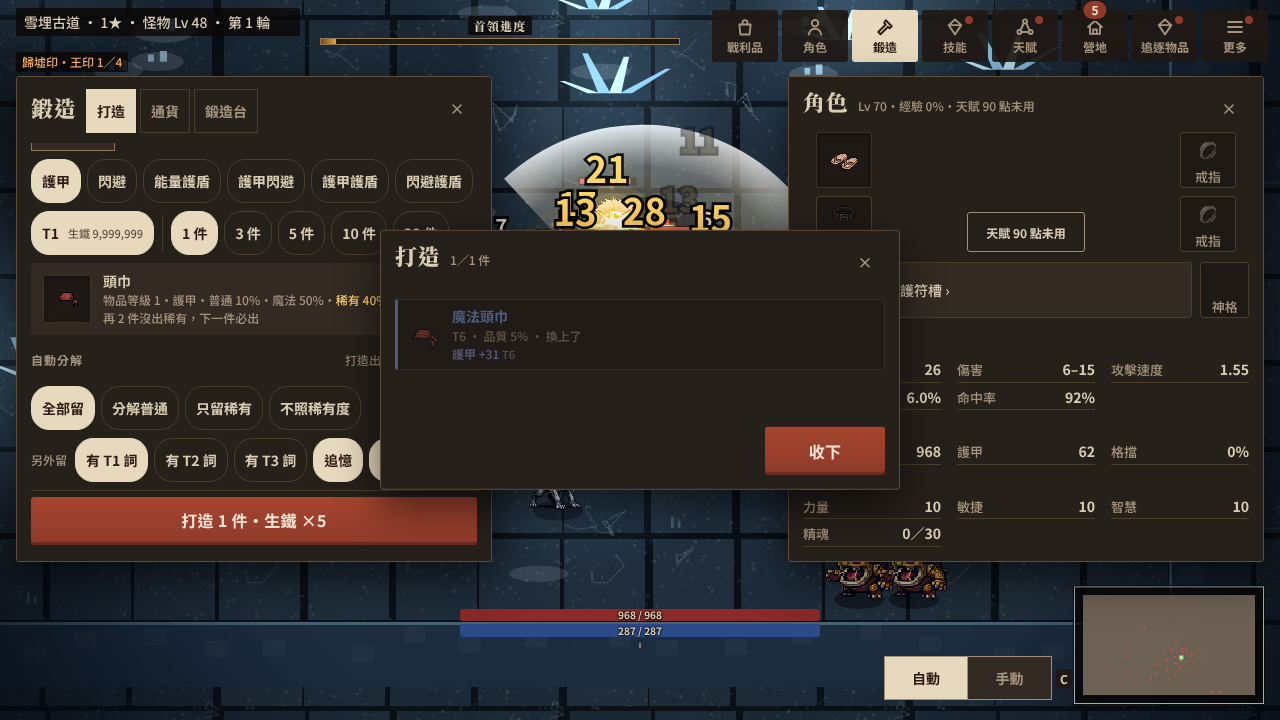 雪埋古道 • 1★ • 怪物 Lv 48 • 第 1 輪
首領進度
歸墟印・王印 1／4
戰利品
角色
鍛造
技能
天賦
5
營地
追逐物品
更多
鍛造
打造
通貨
鍛造台
×
護甲
閃避
能量護盾
護甲閃避
護甲護盾
閃避護盾
T1 生鐵 9,999,999
1 件
3 件
5 件
10 件
頭巾
物品等級 1・護甲・普通 10%・魔法 50%・稀有 40%
再 2 件沒出稀有，下一件必出
自動分解
打造出
全部留
分解普通
只留稀有
不照稀有度
另外留
有 T1 詞
有 T2 詞
有 T3 詞
追憶
打造 1 件・生鐵 ×5
11
21
13
13
28
15
7
打造 1／1 件
×
魔法頭巾
T6 ・ 品質 5% ・ 換上了
護甲 +31 T6
收下
角色 Lv 70・經驗 0%・天賦 90 點未用
×
戒指
戒指
天賦 90 點未用
護符槽 ›
神格
26
傷害 6–15
攻擊速度 1.55
6.0%
命中率 92%
968
護甲 62
格擋 0%
力量 10
敏捷 10
智慧 10
精魂 0／30
968 / 968
287 / 287
自動
手動
C